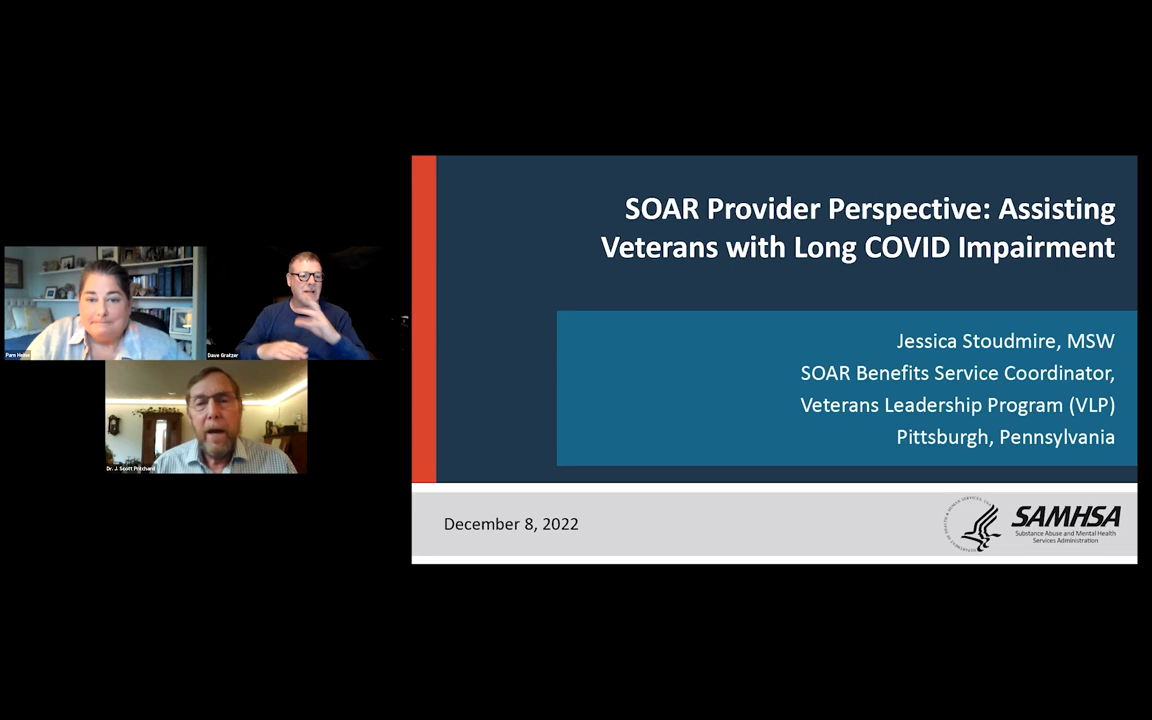 SOAR Provider Perspective: Assisting
Veterans with Long COVID Impairment
Jessica Stoudmire, MSW
SOAR Benefits Service Coordinator,
Veterans Leadership Program (VLP)
Pittsburgh, Pennsylvania
Dave Gratzer
Dr. J. Scott Pritchard
December 8, 2022
SAMHSA
Substance Abuse and Mental Health
Services Administration